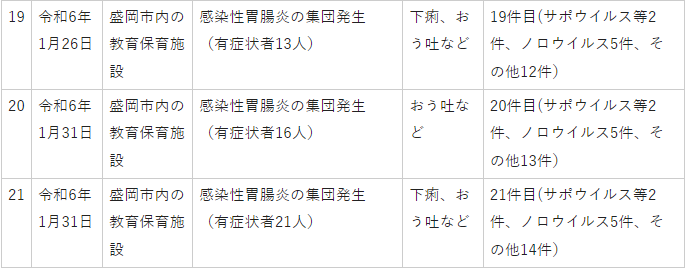 19
令和6年
1月26日
盛岡市内の
教育保育施
設
感染性胃腸炎の集団発生
（有症状者13人）
下痢、お
う吐など
19件目(サポウイルス等2
件、ノロウイルス5件、そ
の他12件）
20
令和6年
1月31日
盛岡市内の
教育保育施
設
感染性胃腸炎の集団発生
（有症状者16人）
おう吐な
ど
20件目(サポウイルス等2
件、ノロウイルス5件、そ
の他13件）
21
令和6年
1月31日
盛岡市内の
教育保育施
設
感染性胃腸炎の集団発生
（有症状者21人）
下痢、お
う吐など
21件目(サポウイルス等2
件、ノロウイルス5件、そ
の他14件）